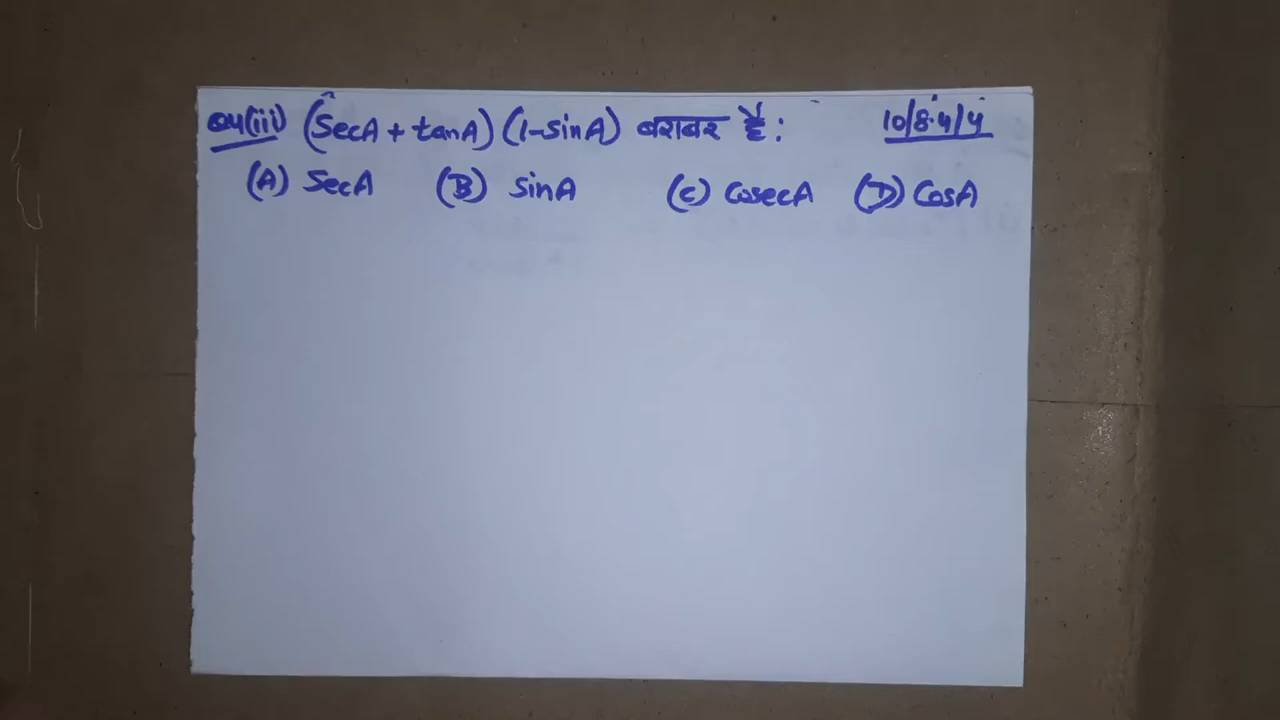 Q4(iii) (SecA + tanA) (1-sinA) बराबर है: 10/8.4/4
(A) SecA (B) sinA (C) CosecA (D) CosA